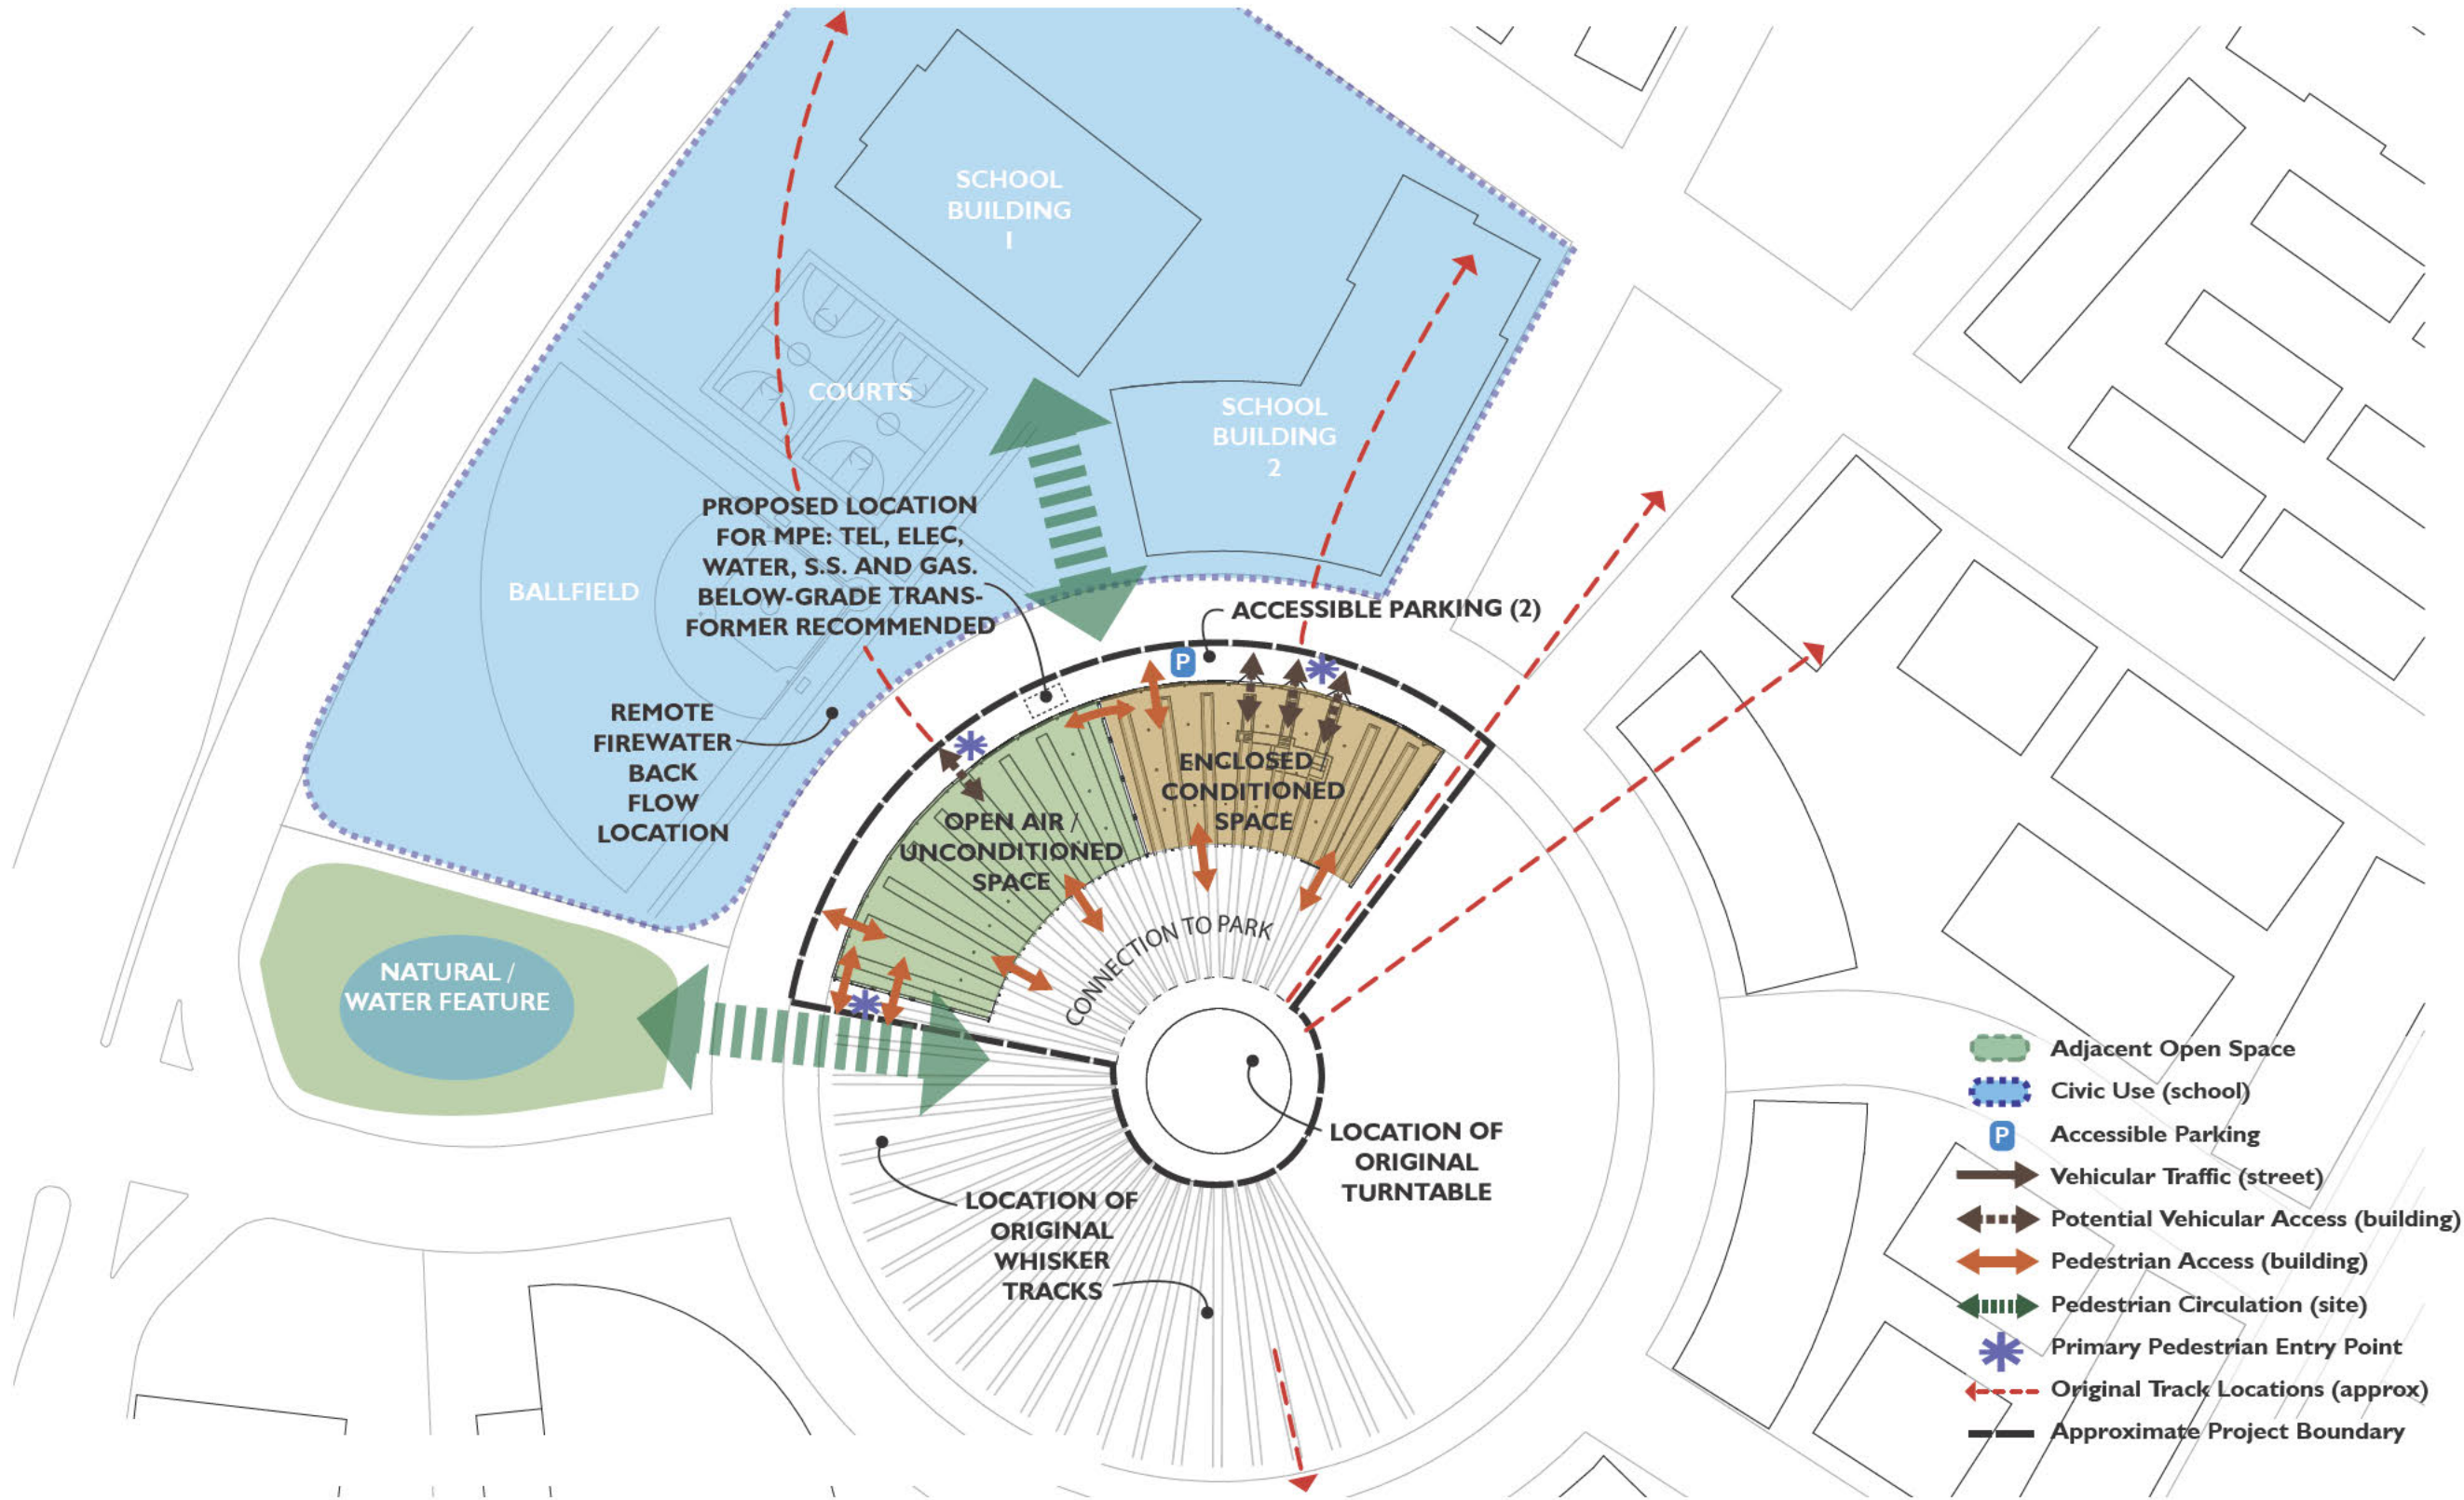 SCHOOL
BUILDING
1
COURTS
SCHOOL
BUILDING
2
PROPOSED LOCATION
FOR MPE: TEL, ELEC,
WATER, S.S. AND GAS.
BELOW-GRADE TRANS-
FORMER RECOMMENDED
BALLFIELD
ACCESSIBLE PARKING (2)
P
REMOTE
FIREWATER
BACK
FLOW
LOCATION
ENCLOSED
CONDITIONED
SPACE
OPEN AIR /
UNCONDITIONED
SPACE
CONNECTION TO PARK
NATURAL /
WATER FEATURE
LOCATION OF
ORIGINAL
TURNTABLE
LOCATION OF
ORIGINAL
WHISKER
TRACKS
Adjacent Open Space
Civic Use (school)
P
Accessible Parking
Vehicular Traffic (street)
Potential Vehicular Access (building)
Pedestrian Access (building)
Pedestrian Circulation (site)
Primary Pedestrian Entry Point
Original Track Locations (approx)
Approximate Project Boundary